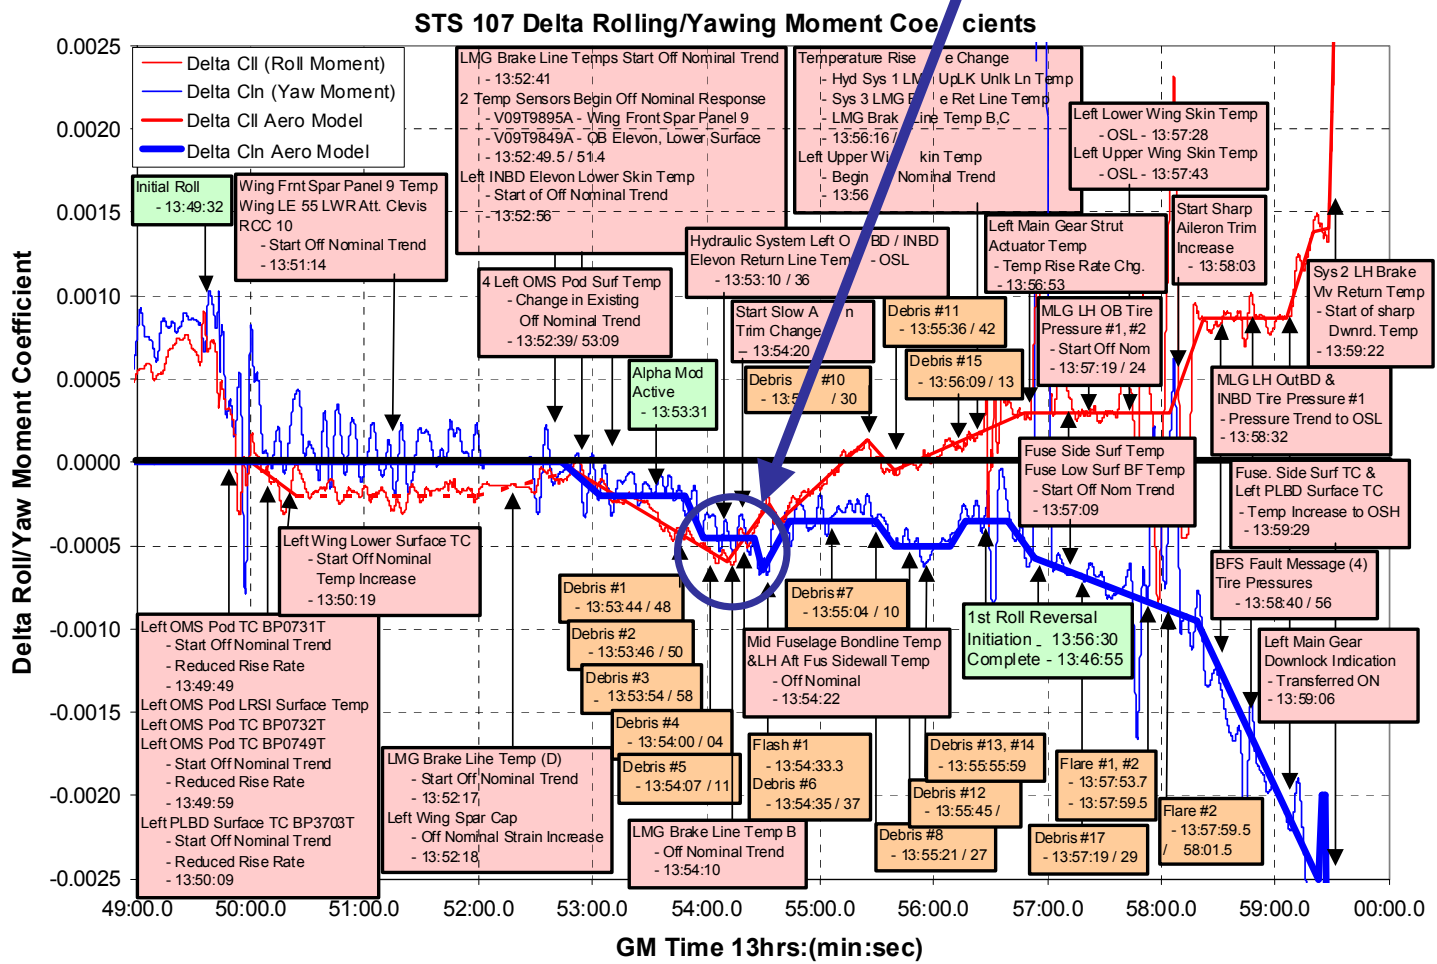 STS 107 Delta Rolling/Yawing Moment Coe cients
Delta Roll/Yaw Moment Coefficient
0.0025
0.0020
0.0015
0.0010
0.0005
0.0000
-0.0005
-0.0010
-0.0015
-0.0020
-0.0025
Delta Cll (Roll Moment)
Delta Cln (Yaw Moment)
Delta Cll Aero Model
Delta Cln Aero Model
Initial Roll
- 13:49:32
Wing Frnt Spar Panel 9 Temp
Wing LE 55 LWR Att. Clevis
RCC 10
- Start Off Nominal Trend
- 13:51:14
LMG Brake Line Temps Start Off Nominal Trend
- 13:52:41
2 Temp Sensors Begin Off Nominal Response
- V09T9895A - Wing Front Spar Panel 9
- V09T9849A - OB Elevon, Lower Surface
- 13:52:49.5 / 51.4
Left INBD Elevon Lower Skin Temp
- Start of Off Nominal Trend
- 13:52:56
4 Left OMS Pod Surf Temp
- Change in Existing
Off Nominal Trend
- 13:52:39/ 53:09
Alpha Mod
Active
- 13:53:31
Temperature Rise e Change
- Hyd Sys 1 LM UpLK Unlk Ln Temp
- Sys 3 LMG B e Ret Line Temp
- LMG Brak Line Temp B,C
- 13:56:16 /
Left Upper Wi kin Temp
- Begin Nominal Trend
- 13:56
Hydraulic System Left O BD / INBD
Elevon Return Line Tem - OSL
- 13:53:10 / 36
Start Slow A n
Trim Change
- 13:54:20
Debris #10
- 13:5 / 30
Debris #11
- 13:55:36 / 42
Debris #15
- 13:56:09 / 13
Left Main Gear Strut
Actuator Temp
- Temp Rise Rate Chg.
- 13:56:53
Left Lower Wing Skin Temp
- OSL - 13:57:28
Left Upper Wing Skin Temp
- OSL - 13:57:43
MLG LH OB Tire
Pressure #1, #2
- Start Off Nom
- 13:57:19 / 24
Start Sharp
Aileron Trim
Increase
- 13:58:03
Sys 2 LH Brake
Vlv Return Temp
- Start of sharp
Dwnrd. Temp
- 13:59:22
MLG LH OutBD &
INBD Tire Pressure #1
- Pressure Trend to OSL
- 13:58:32
Fuse Side Surf Temp
Fuse Low Surf BF Temp
- Start Off Nom Trend
- 13:57:09
Fuse. Side Surf TC &
Left PLBD Surface TC
- Temp Increase to OSH
- 13:59:29
BFS Fault Message (4)
Tire Pressures
- 13:58:40 / 56
Left Main Gear
Downlock Indication
- Transferred ON
- 13:59:06
Left Wing Lower Surface TC
- Start Off Nominal
Temp Increase
- 13:50:19
Left OMS Pod TC BP0731T
- Start Off Nominal Trend
- Reduced Rise Rate
- 13:49:49
Left OMS Pod LRSI Surface Temp
Left OMS Pod TC BP0732T
Left OMS Pod TC BP0749T
- Start Off Nominal Trend
- Reduced Rise Rate
- 13:49:59
Left PLBD Surface TC BP3703T
- Start Off Nominal Trend
- Reduced Rise Rate
- 13:50:09
LMG Brake Line Temp (D)
- Start Off Nominal Trend
- 13:52:17
Left Wing Spar Cap
- Off Nominal Strain Increase
- 13:52:18
Debris #1
- 13:53:44 / 48
Debris #2
- 13:53:46 / 50
Debris #3
- 13:53:54 / 58
Debris #4
- 13:54:00 / 04
Debris #5
- 13:54:07 / 11
LMG Brake Line Temp B
- Off Nominal Trend
- 13:54:10
Debris #7
- 13:55:04 / 10
Mid Fuselage Bondline Temp
&LH Aft Fus Sidewall Temp
- Off Nominal
- 13:54:22
Flash #1
- 13:54:33.3
Debris #6
- 13:54:35 / 37
1st Roll Reversal
Initiation - 13:56:30
Complete - 13:46:55
Debris #13, #14
- 13:55:55:59
Debris #12
- 13:55:45 /
Debris #8
- 13:55:21 / 27
Flare #1, #2
- 13:57:53.7
- 13:57:59.5
Debris #17
- 13:57:19 / 29
Flare #2
- 13:57:59.5
/ 58:01.5
49:00.0 50:00.0 51:00.0 52:00.0 53:00.0 54:00.0 55:00.0 56:00.0 57:00.0 58:00.0 59:00.0 00:00.0
GM Time 13hrs:(min:sec)